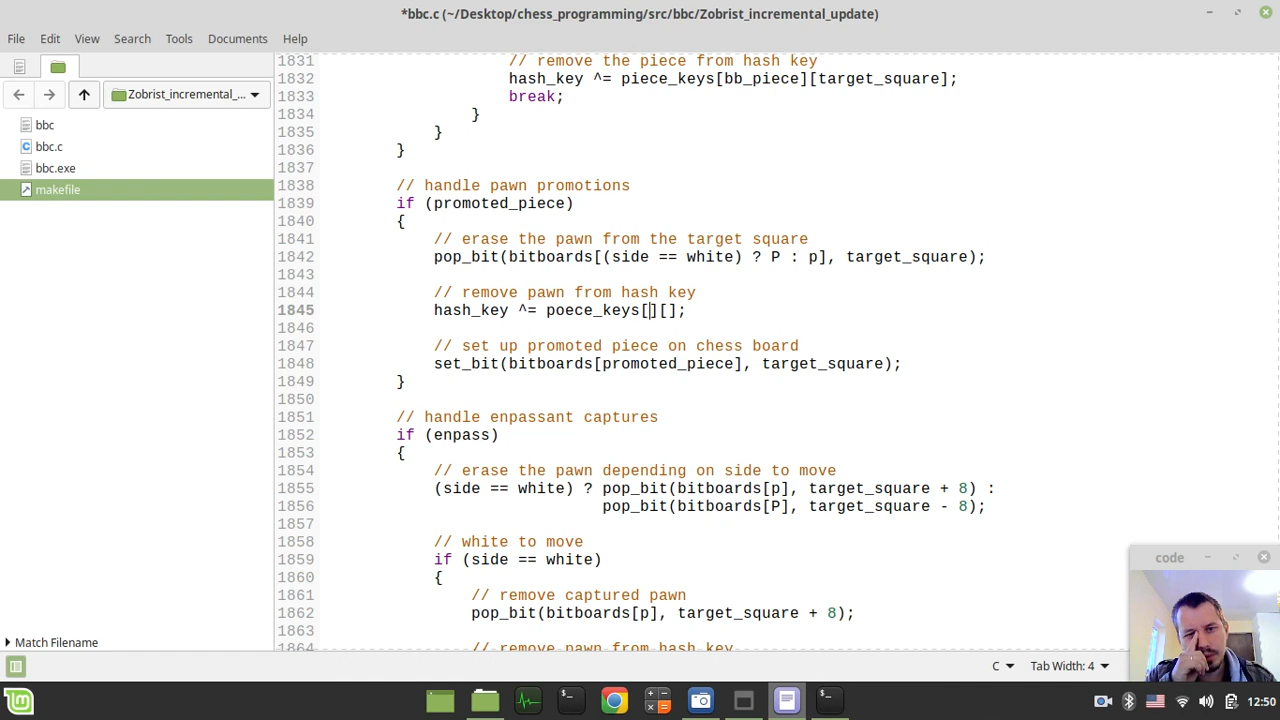 *bbc.c (~/Desktop/chess_programming/src/bbc/Zobrist_incremental_update)
File Edit View Search Tools Documents Help
Zobrist_incremental_...
bbc
bbc.c
bbc.exe
makefile
Match Filename
1831 // remove the piece from hash key
1832 hash_key ^= piece_keys[bb_piece][target_square];
1833 break;
1834 }
1835 }
1836 }
1837
1838 // handle pawn promotions
1839 if (promoted_piece)
1840 {
1841 // erase the pawn from the target square
1842 pop_bit(bitboards[(side == white) ? P : p], target_square);
1843
1844 // remove pawn from hash key
1845 hash_key ^= poece_keys[][];
1846
1847 // set up promoted piece on chess board
1848 set_bit(bitboards[promoted_piece], target_square);
1849 }
1850
1851 // handle enpassant captures
1852 if (enpass)
1853 {
1854 // erase the pawn depending on side to move
1855 (side == white) ? pop_bit(bitboards[p], target_square + 8) :
1856 pop_bit(bitboards[P], target_square - 8);
1857
1858 // white to move
1859 if (side == white)
1860 {
1861 // remove captured pawn
1862 pop_bit(bitboards[p], target_square + 8);
1863
1864 // remove pawn from hash key
code
C Tab Width: 4
12:50